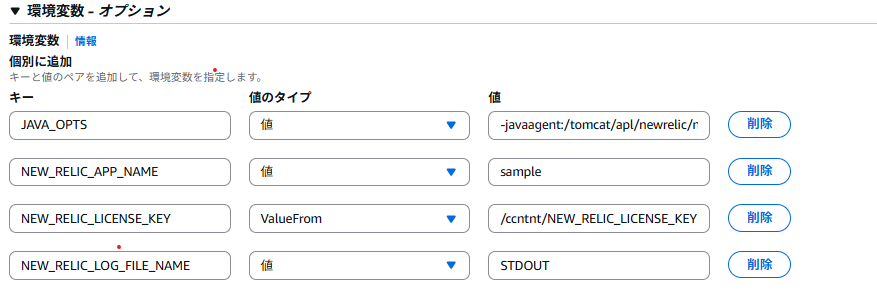 ▼ 環境変数 - オプション
環境変数 | 情報
個別に追加
キーと値のペアを追加して、環境変数を指定します。
キー 値のタイプ 値
JAVA_OPTS 値 -javaagent:/tomcat/apl/newrelic/n 削除
NEW_RELIC_APP_NAME 値 sample 削除
NEW_RELIC_LICENSE_KEY ValueFrom /ccntnt/NEW_RELIC_LICENSE_KEY 削除
NEW_RELIC_LOG_FILE_NAME 値 STDOUT 削除